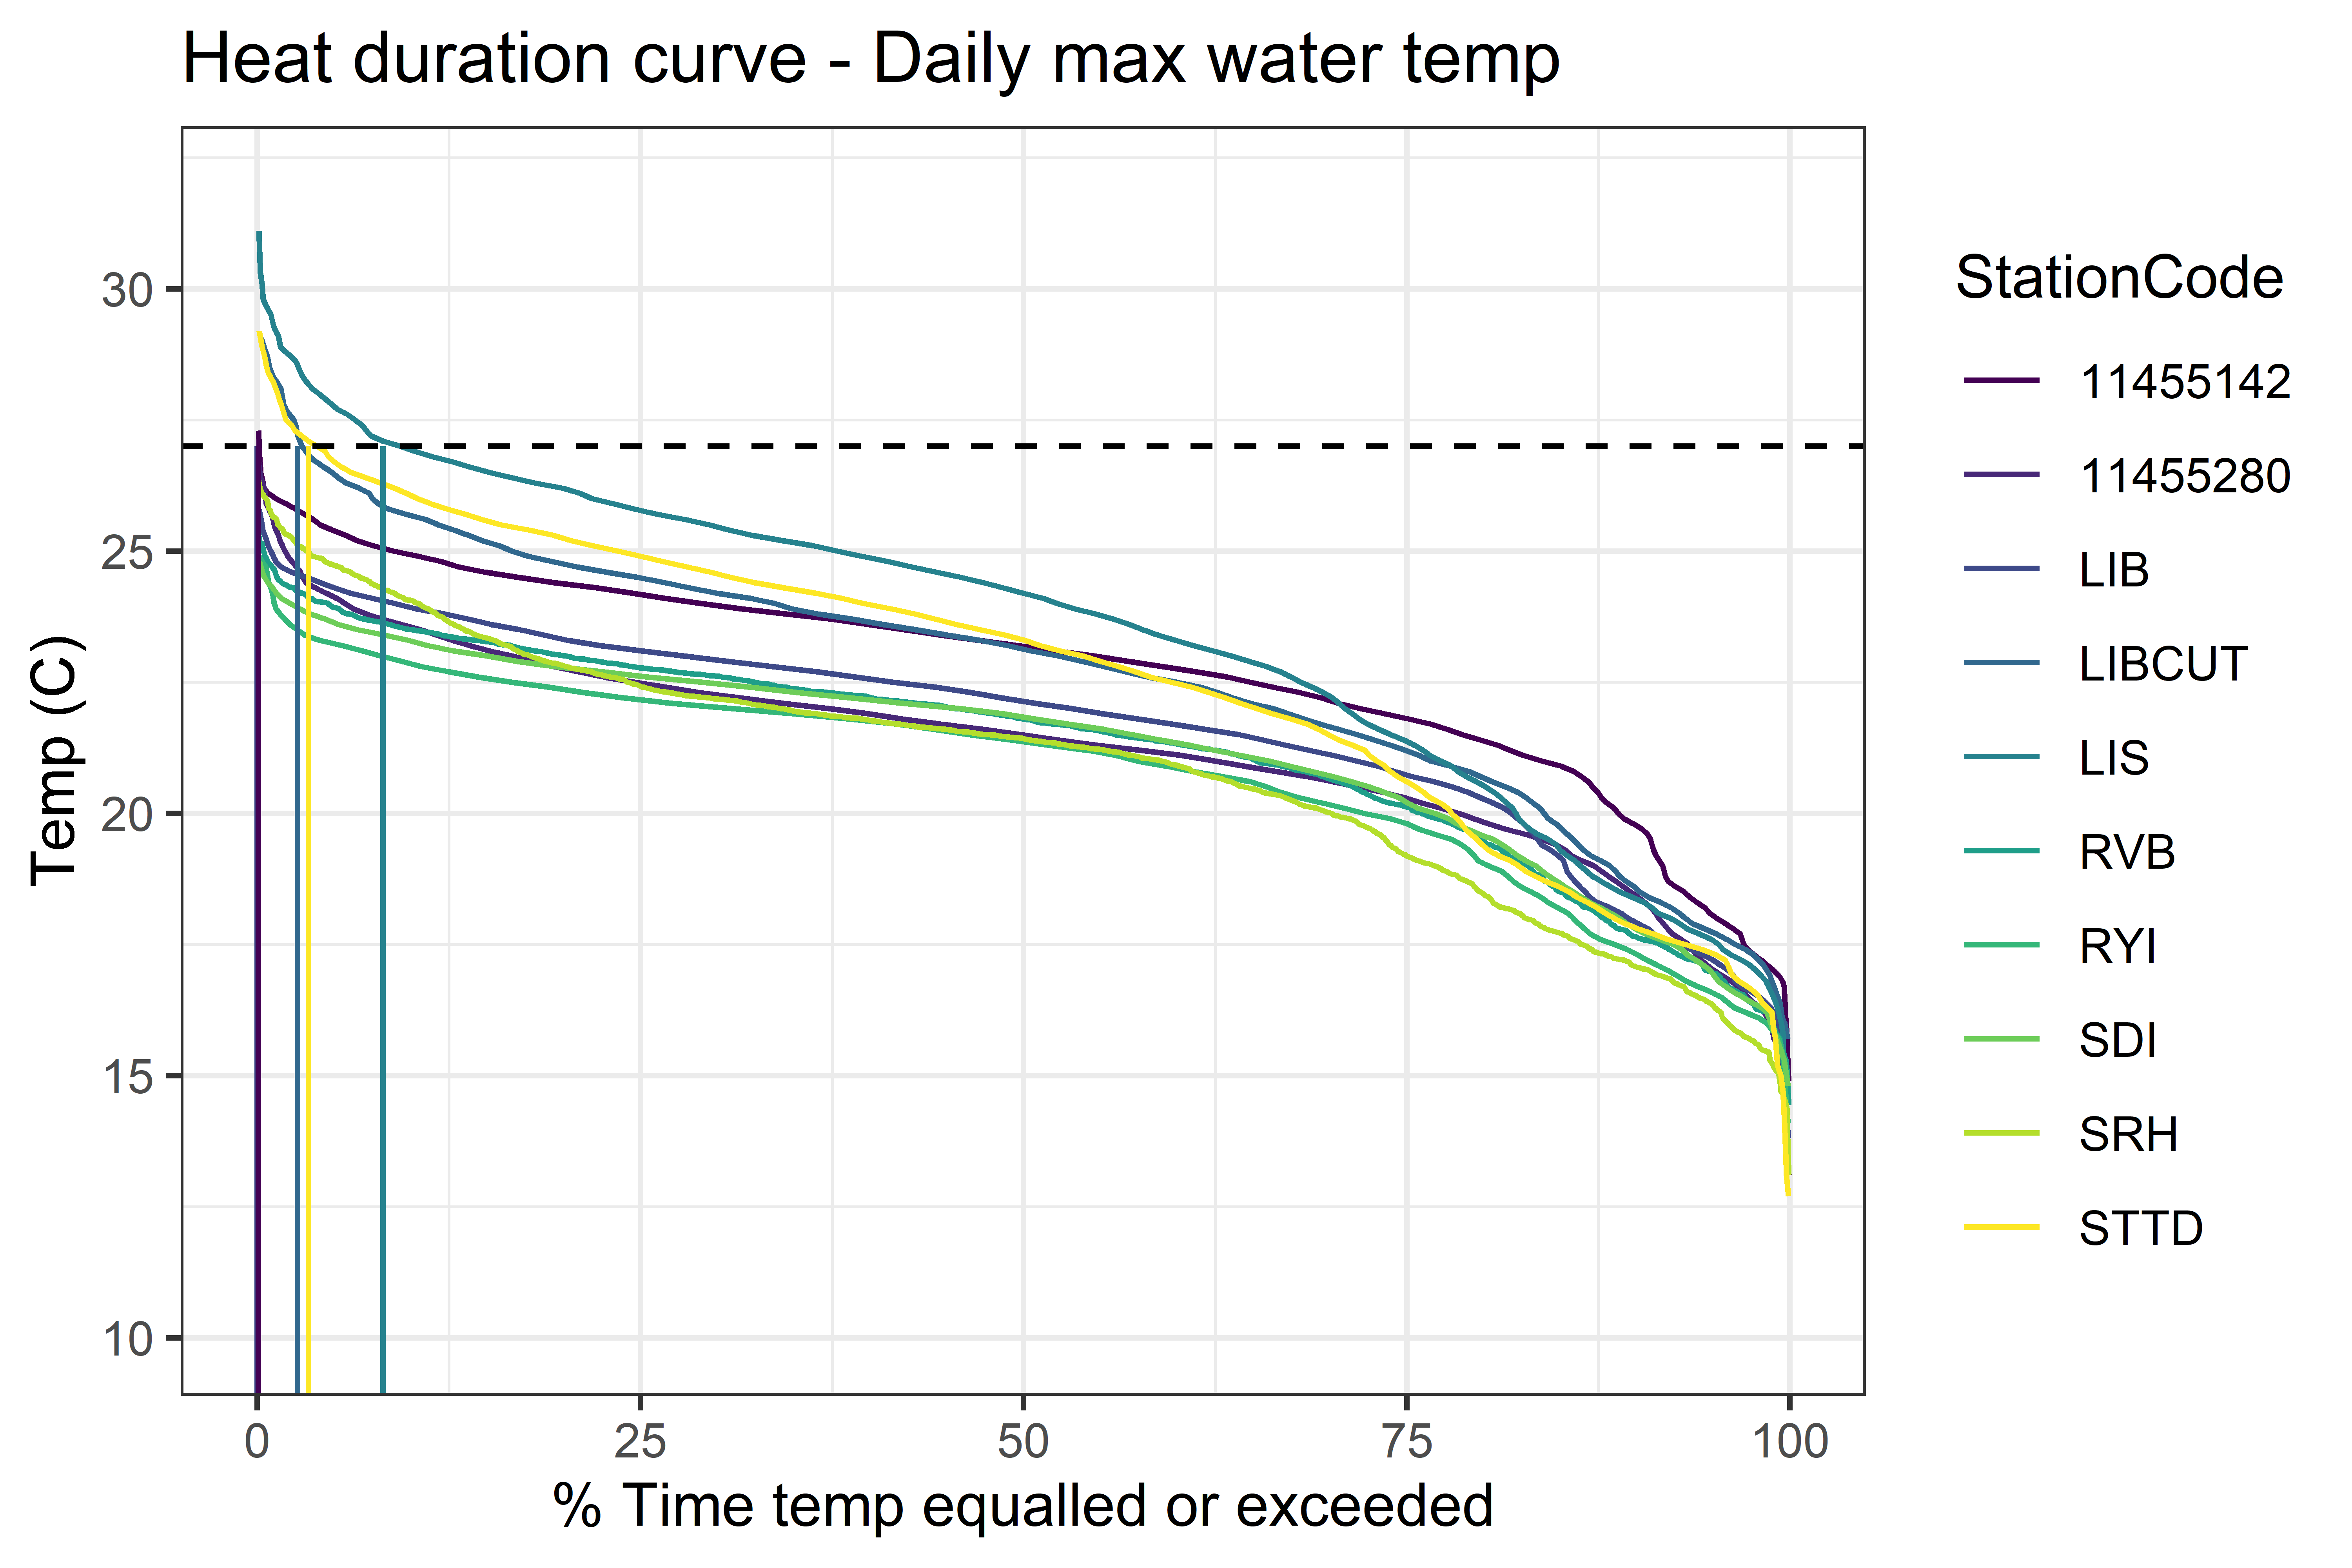 Heat duration curve - Daily max water temp
Temp (C)
30
25
20
15
10
0
25
50
75
100
% Time temp equalled or exceeded
StationCode
11455142
11455280
LIB
LIBCUT
LIS
RVB
RYI
SDI
SRH
STTD